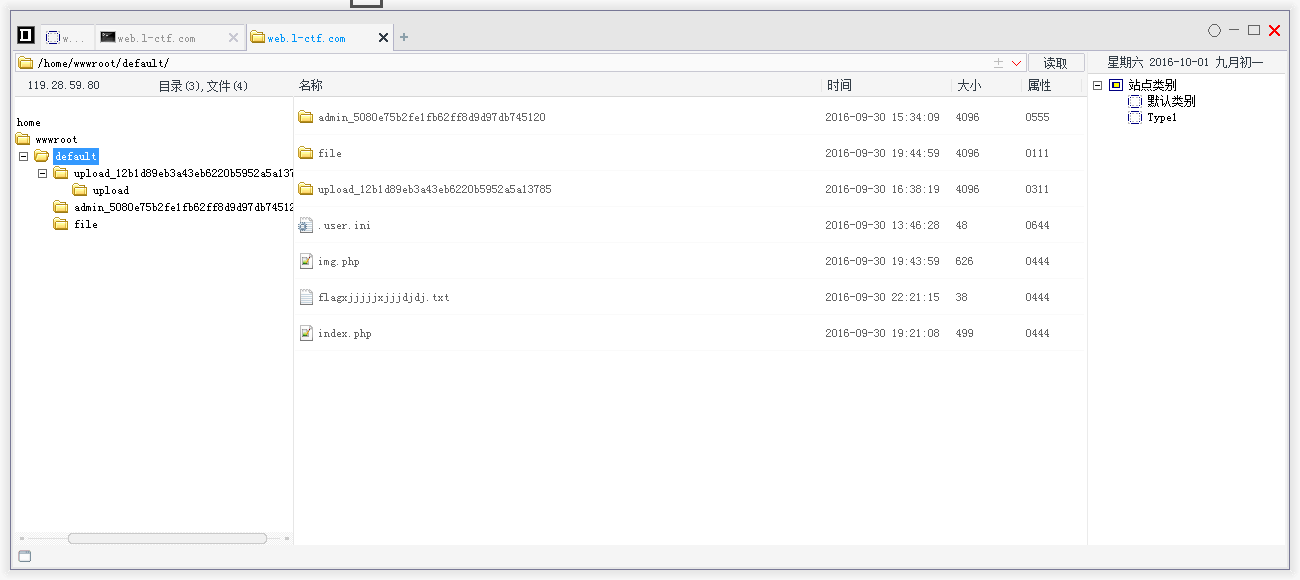 w...
web.l-ctf.com
web.l-ctf.com
/home/wwwroot/default/
读取
星期六 2016-10-01 九月初一
119.28.59.80
目录(3),文件(4)
名称 时间 大小 属性
站点类别
默认类别
Type1
home
wwwroot
default
upload_12b1d89eb3a43eb6220b5952a5a137
upload
admin_5080e75b2fe1fb62ff8d9d97db74512
file
admin_5080e75b2fe1fb62ff8d9d97db745120 2016-09-30 15:34:09 4096 0555
file 2016-09-30 19:44:59 4096 0111
upload_12b1d89eb3a43eb6220b5952a5a13785 2016-09-30 16:38:19 4096 0311
.user.ini 2016-09-30 13:46:28 48 0644
img.php 2016-09-30 19:43:59 626 0444
flagxjjjjjxjjjdjdj.txt 2016-09-30 22:21:15 38 0444
index.php 2016-09-30 19:21:08 499 0444